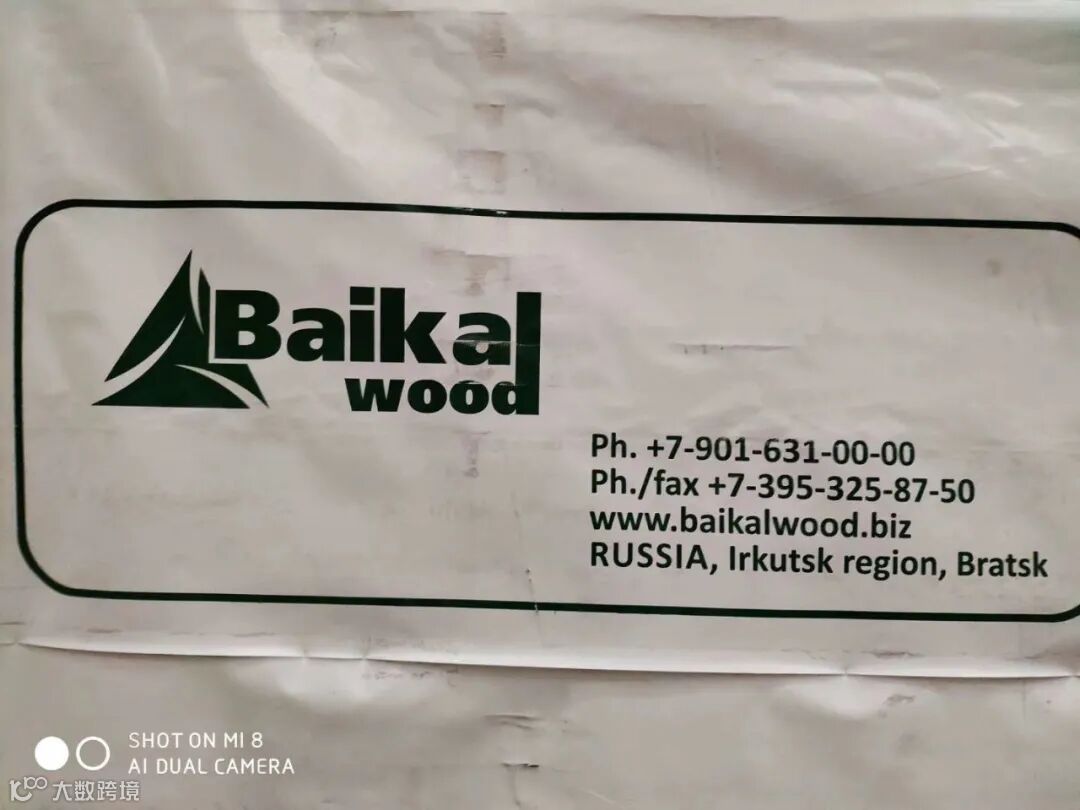 Baikal
wood
Ph. +7-901-631-00-00
Ph./fax +7-395-325-87-50
www.baikalwood.biz
RUSSIA, Irkutsk region, Bratsk
SHOT ON MI 8
AI DUAL CAMERA
大数跨境